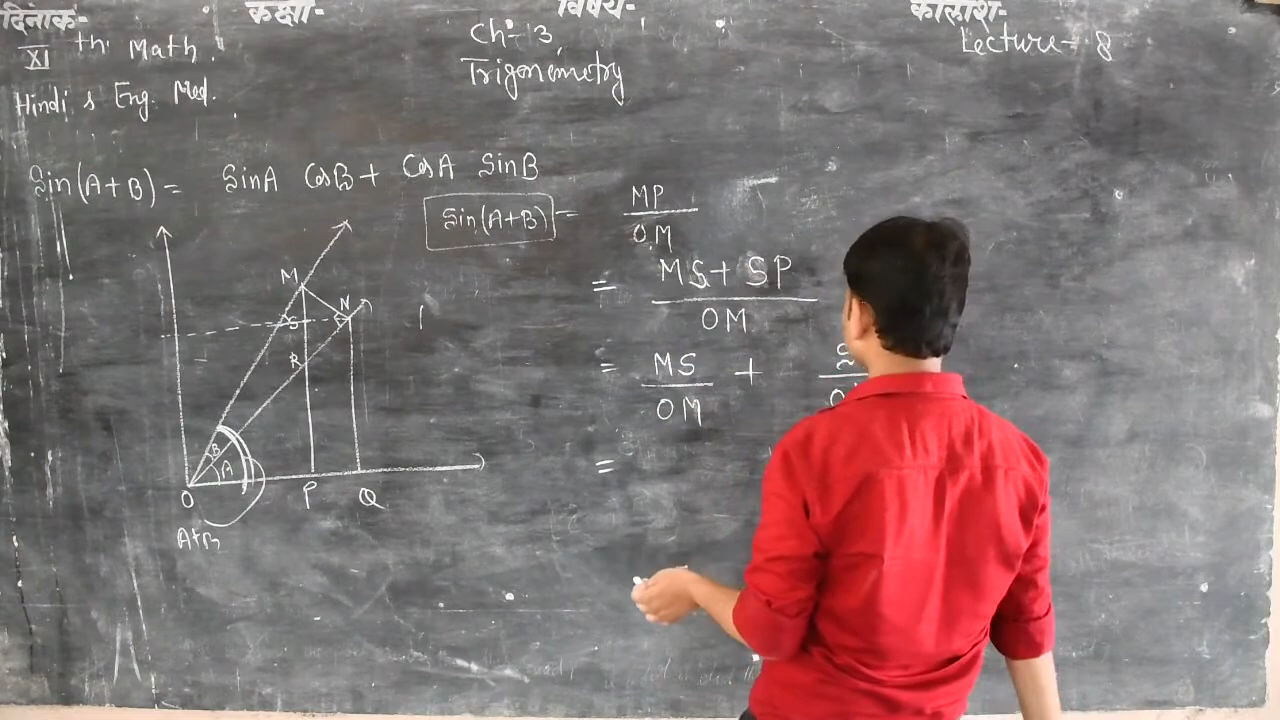 दिनांक-
कक्षा-
विषय-
कालांश-
XI th Math.
Hindi & Eng. Med.
Ch- 3
Trigonometry
Lecture- 8
Sin(A+B) = SinA CosB + CosA SinB
Sin(A+B) = MP
OM
= MS + SP
OM
= MS + S
OM O
=
M
N
S
R
B
A
O
P
Q
A+B